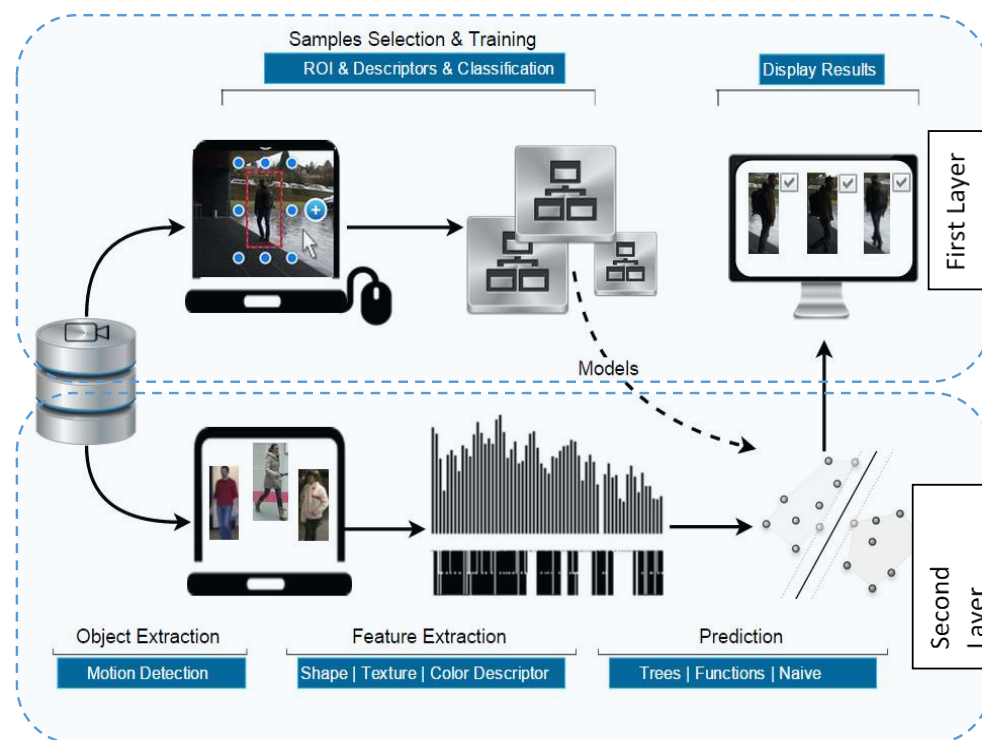 Samples Selection & Training
ROI & Descriptors & Classification
Display Results
First Layer
Models
Second
Layer
Object Extraction
Feature Extraction
Prediction
Motion Detection
Shape | Texture | Color Descriptor
Trees | Functions | Naive